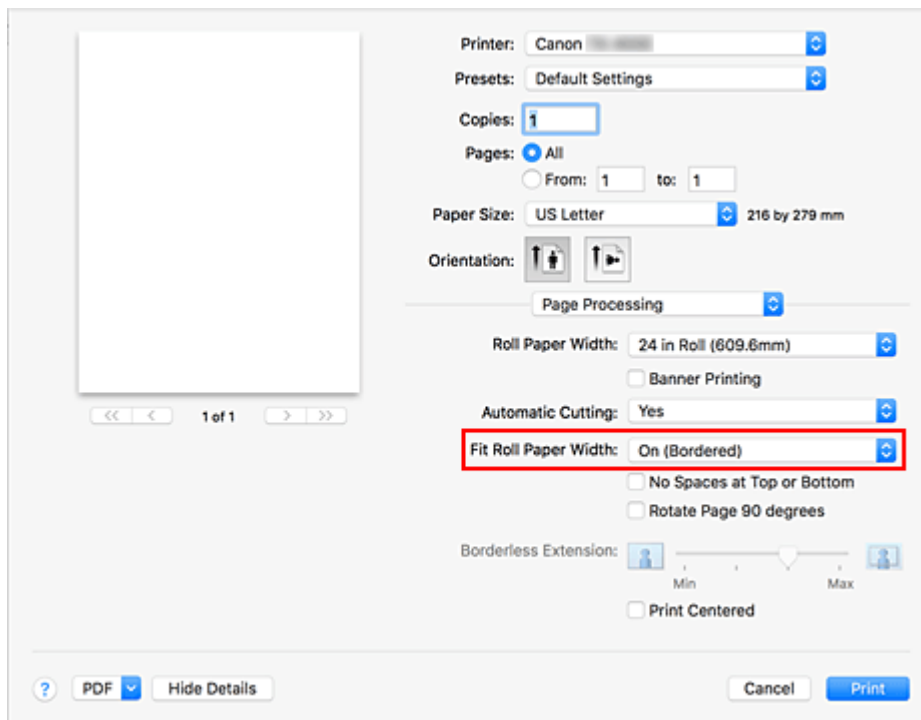 Printer: Canon
Presets: Default Settings
Copies: 1
Pages: All
From: 1 to: 1
Paper Size: US Letter 216 by 279 mm
Orientation:
Page Processing
Roll Paper Width: 24 in Roll (609.6mm)
Banner Printing
<< < 1 of 1 > >>
Automatic Cutting: Yes
Fit Roll Paper Width: On (Bordered)
No Spaces at Top or Bottom
Rotate Page 90 degrees
Borderless Extension:
Min Max
Print Centered
? PDF Hide Details Cancel Print